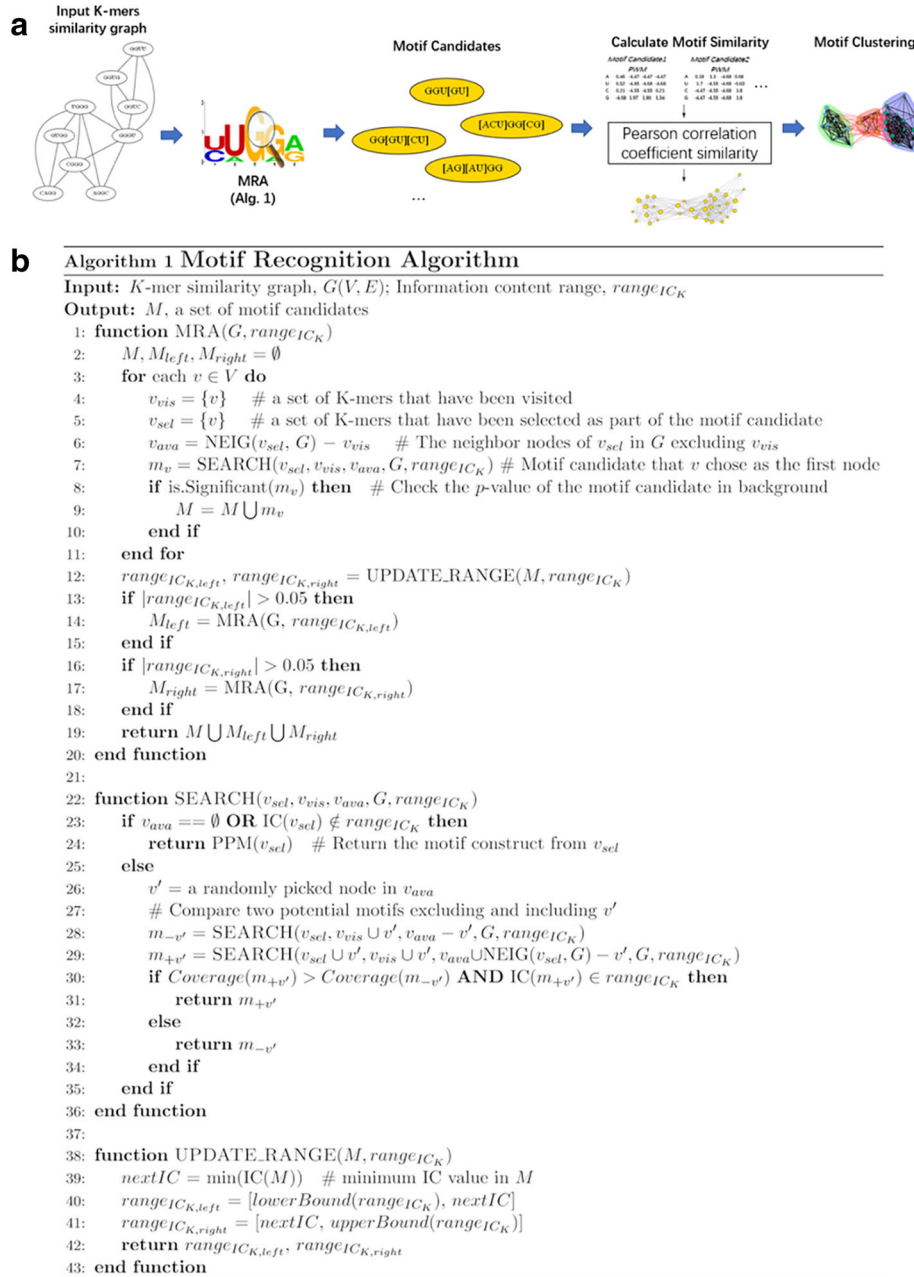 a
Input K-mers
similarity graph
Motif Candidates
Calculate Motif Similarity
Motif Clustering
GGU[GU]
[ACU]GG[CG]
GG[GU][CU]
[AG][AU]GG
...
MRA
(Alg. 1)
Motif Candidate1
Motif Candidate2
PWM
PWM
...
Pearson correlation
coefficient similarity
b
Algorithm 1 Motif Recognition Algorithm
Input: K-mer similarity graph, G(V, E); Information content range, range_{IC_K}
Output: M, a set of motif candidates
1: function MRA(G, range_{IC_K})
2: M, M_{left}, M_{right} = ∅
3: for each v ∈ V do
4: v_{vis} = {v} # a set of K-mers that have been visited
5: v_{sel} = {v} # a set of K-mers that have been selected as part of the motif candidate
6: v_{ava} = NEIG(v_{sel}, G) − v_{vis} # The neighbor nodes of v_{sel} in G excluding v_{vis}
7: m_v = SEARCH(v_{sel}, v_{vis}, v_{ava}, G, range_{IC_K}) # Motif candidate that v chose as the first node
8: if is.Significant(m_v) then # Check the p-value of the motif candidate in background
9: M = M ⋃ m_v
10: end if
11: end for
12: range_{IC_{K,left}}, range_{IC_{K,right}} = UPDATE_RANGE(M, range_{IC_K})
13: if |range_{IC_{K,left}}| > 0.05 then
14: M_{left} = MRA(G, range_{IC_{K,left}})
15: end if
16: if |range_{IC_{K,right}}| > 0.05 then
17: M_{right} = MRA(G, range_{IC_{K,right}})
18: end if
19: return M ⋃ M_{left} ⋃ M_{right}
20: end function
21:
22: function SEARCH(v_{sel}, v_{vis}, v_{ava}, G, range_{IC_K})
23: if v_{ava} == ∅ OR IC(v_{sel}) ∉ range_{IC_K} then
24: return PPM(v_{sel}) # Return the motif construct from v_{sel}
25: else
26: v′ = a randomly picked node in v_{ava}
27: # Compare two potential motifs excluding and including v′
28: m_{−v′} = SEARCH(v_{sel}, v_{vis} ∪ v′, v_{ava} − v′, G, range_{IC_K})
29: m_{+v′} = SEARCH(v_{sel} ∪ v′, v_{vis} ∪ v′, v_{ava}∪NEIG(v_{sel}, G) − v′, G, range_{IC_K})
30: if Coverage(m_{+v′}) > Coverage(m_{−v′}) AND IC(m_{+v′}) ∈ range_{IC_K} then
31: return m_{+v′}
32: else
33: return m_{−v′}
34: end if
35: end if
36: end function
37:
38: function UPDATE_RANGE(M, range_{IC_K})
39: nextIC = min(IC(M)) # minimum IC value in M
40: range_{IC_{K,left}} = [lowerBound(range_{IC_K}), nextIC]
41: range_{IC_{K,right}} = [nextIC, upperBound(range_{IC_K})]
42: return range_{IC_{K,left}}, range_{IC_{K,right}}
43: end function